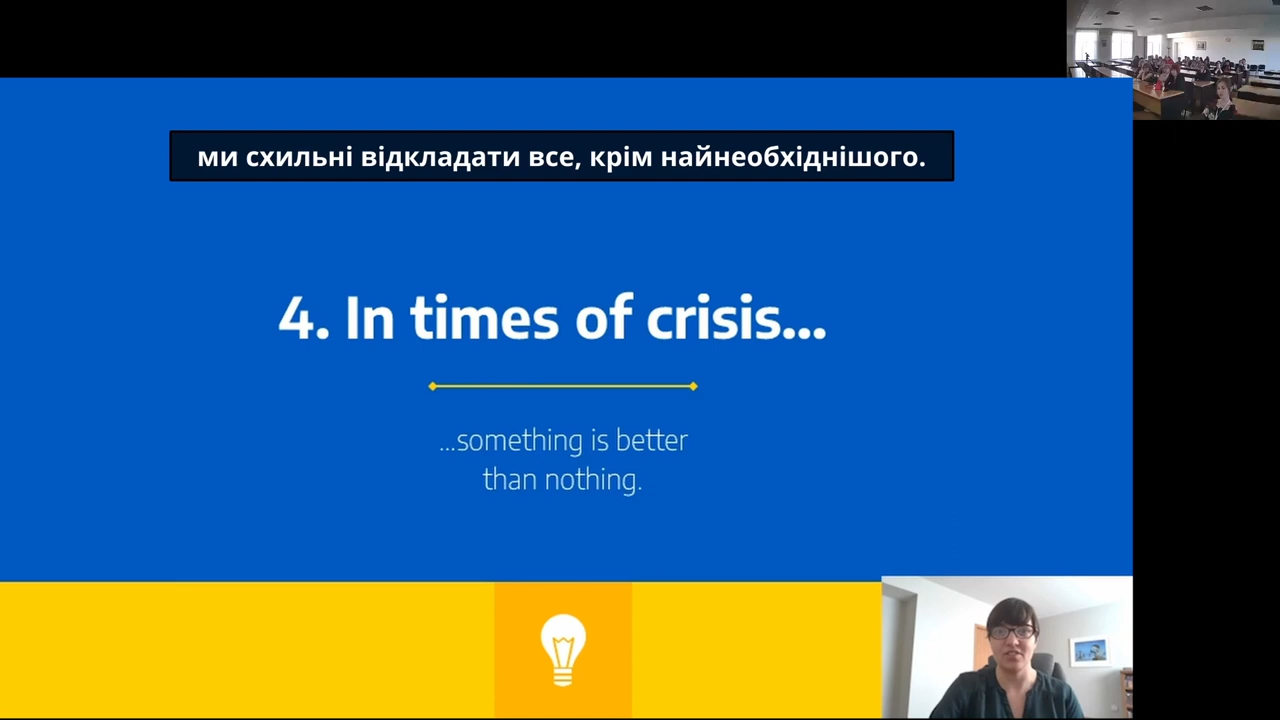 ми схильні відкладати все, крім найнеобхіднішого.
4. In times of crisis...
...something is better
than nothing.